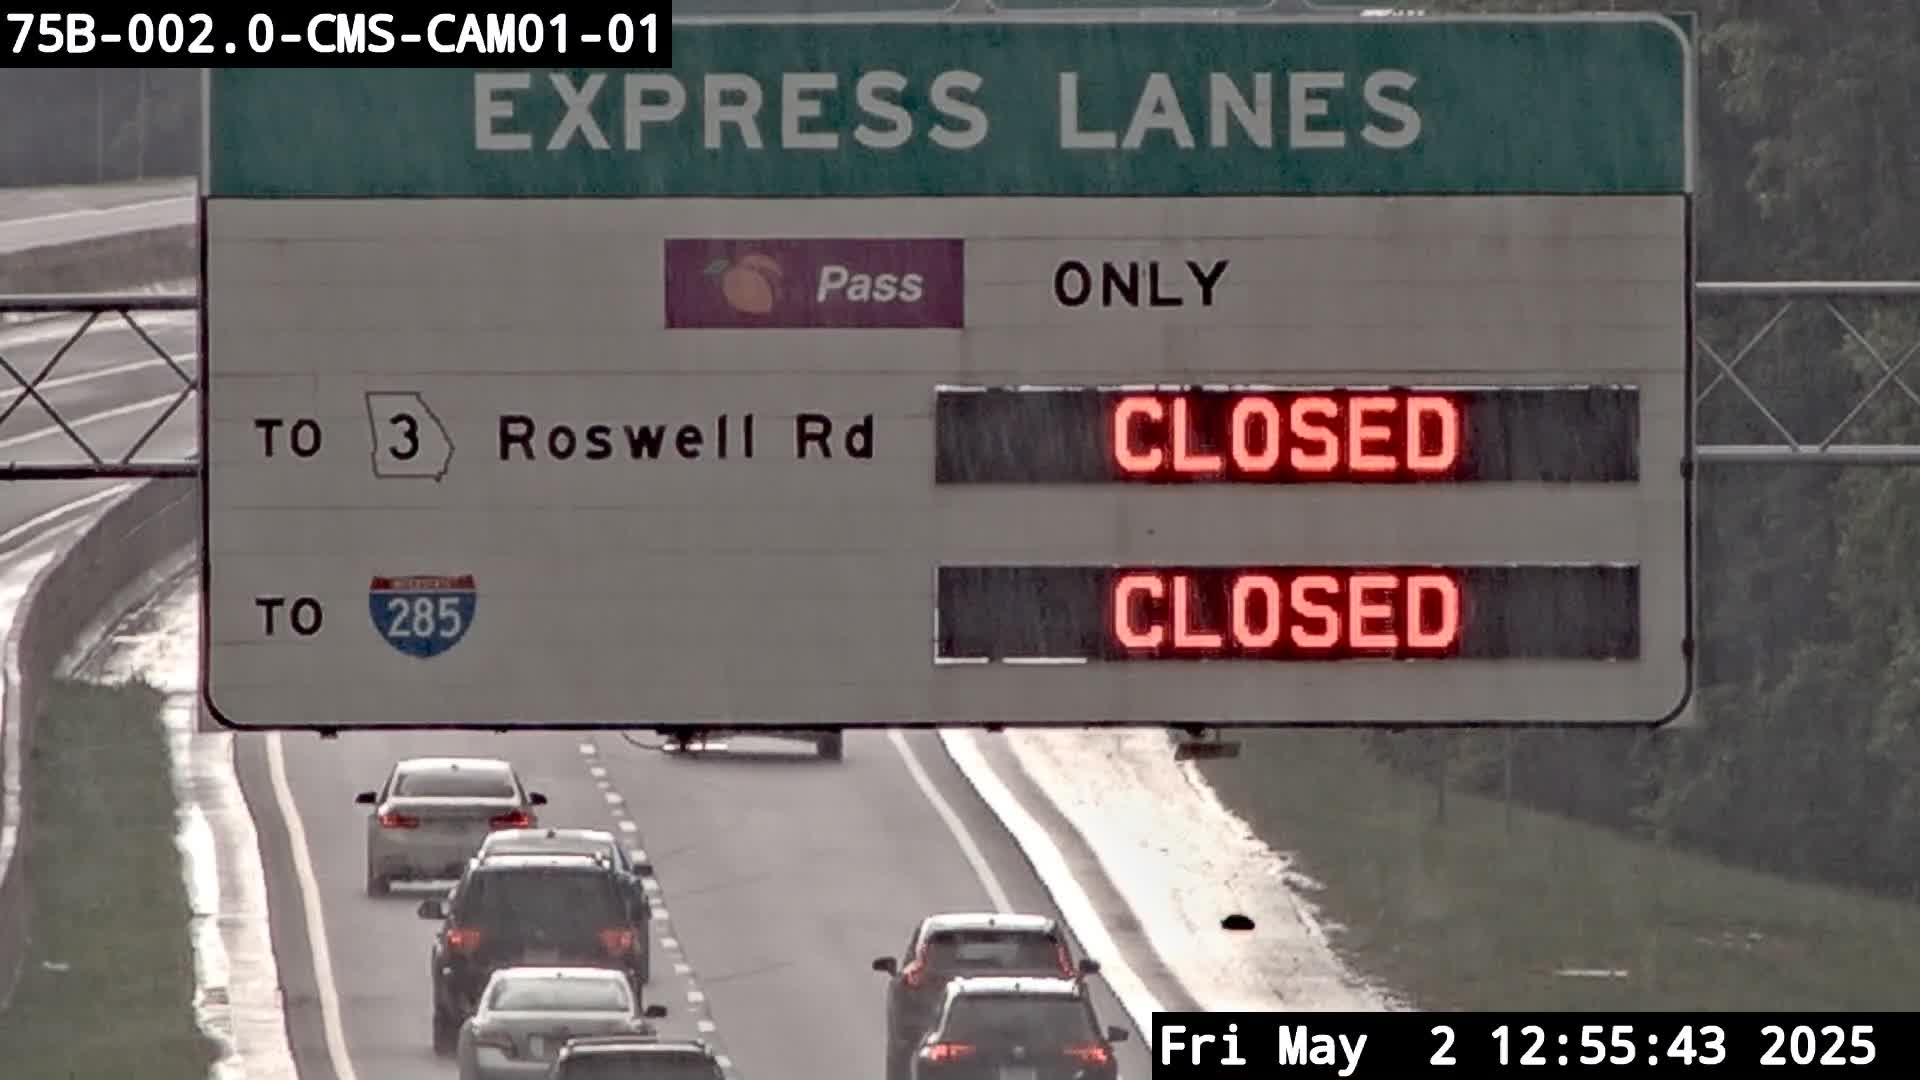 75B-002.0-CMS-CAM01-01
EXPRESS LANES
Pass ONLY
TO 3 Roswell Rd CLOSED
TO 285 CLOSED
Fri May 2 12:55:43 2025